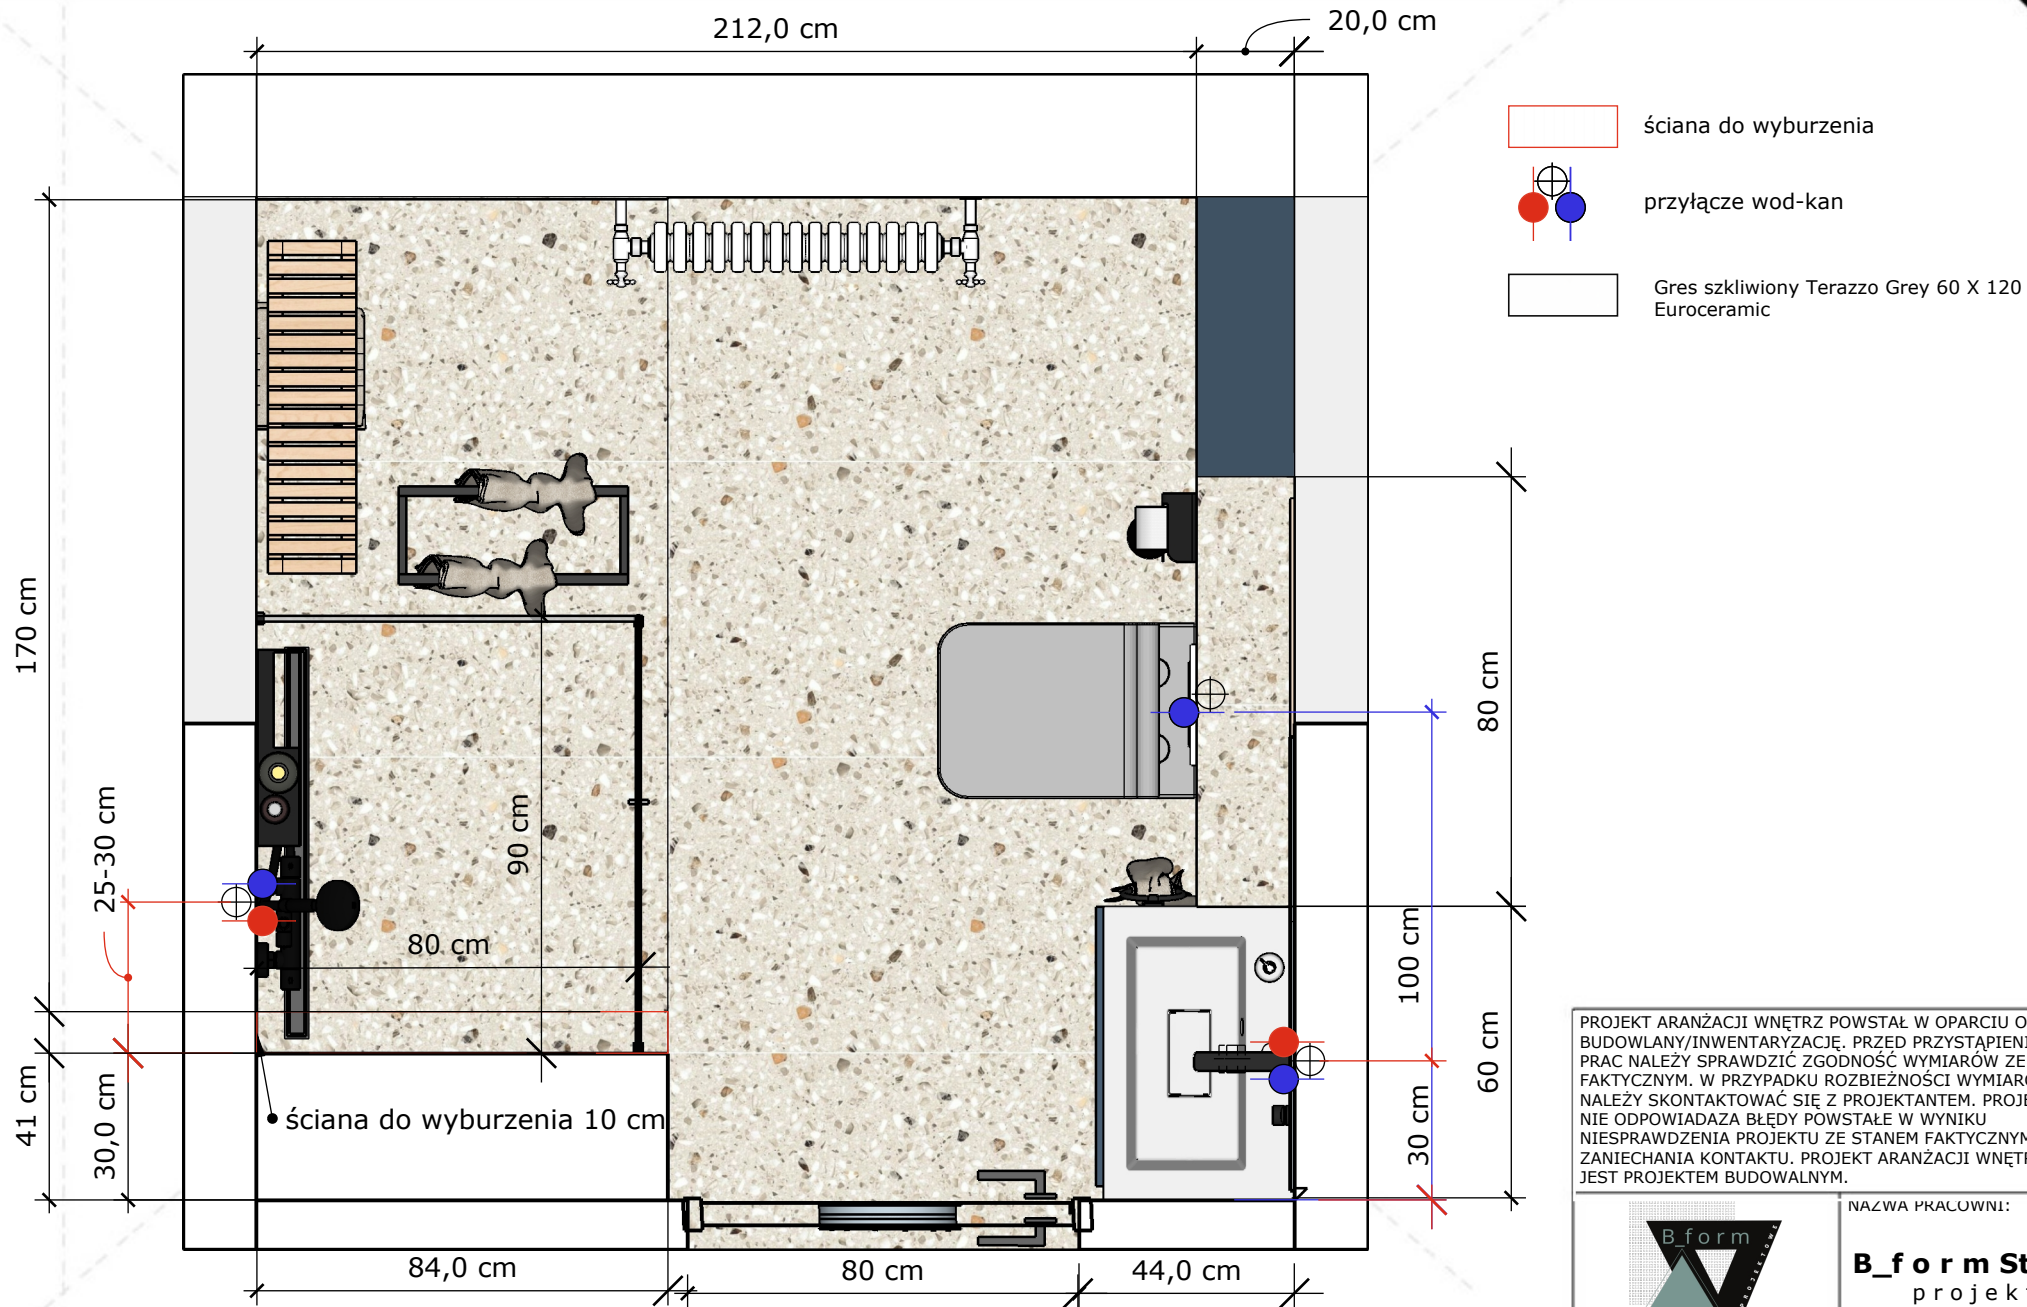 212,0 cm
20,0 cm
ściana do wyburzenia
przyłącze wod-kan
Gres szkliwiony Terazzo Grey 60 X 120
Euroceramic
170 cm
80 cm
25-30 cm
90 cm
80 cm
100 cm
41 cm
30,0 cm
ściana do wyburzenia 10 cm
60 cm
30 cm
84,0 cm
80 cm
44,0 cm
PROJEKT ARANŻACJI WNĘTRZ POWSTAŁ W OPARCIU O
BUDOWLANY/INWENTARYZACJĘ. PRZED PRZYSTĄPIENI
PRAC NALEŻY SPRAWDZIĆ ZGODNOŚĆ WYMIARÓW ZE
FAKTYCZNYM. W PRZYPADKU ROZBIEŻNOŚCI WYMIARÓ
NALEŻY SKONTAKTOWAĆ SIĘ Z PROJEKTANTEM. PROJE
NIE ODPOWIADAZA BŁĘDY POWSTAŁE W WYNIKU
NIESPRAWDZENIA PROJEKTU ZE STANEM FAKTYCZNYM
ZANIECHANIA KONTAKTU. PROJEKT ARANŻACJI WNĘTR
JEST PROJEKTEM BUDOWALNYM.
NAZWA PRACOWNI:
B_form
B_f o r m St
p r o j e k